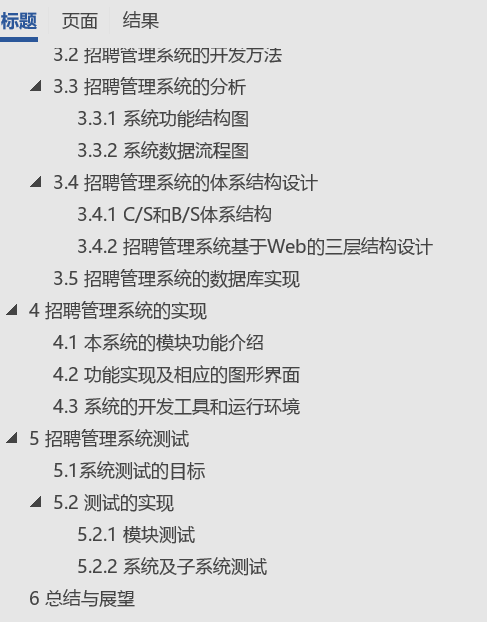 标题 页面 结果
3.2 招聘管理系统的开发万法
3.3 招聘管理系统的分析
3.3.1 系统功能结构图
3.3.2 系统数据流程图
3.4 招聘管理系统的体系结构设计
3.4.1 C/S和B/S体系结构
3.4.2 招聘管理系统基于Web的三层结构设计
3.5 招聘管理系统的数据库实现
4 招聘管理系统的实现
4.1 本系统的模块功能介绍
4.2 功能实现及相应的图形界面
4.3 系统的开发工具和运行环境
5 招聘管理系统测试
5.1系统测试的目标
5.2 测试的实现
5.2.1 模块测试
5.2.2 系统及子系统测试
6 总结与展望